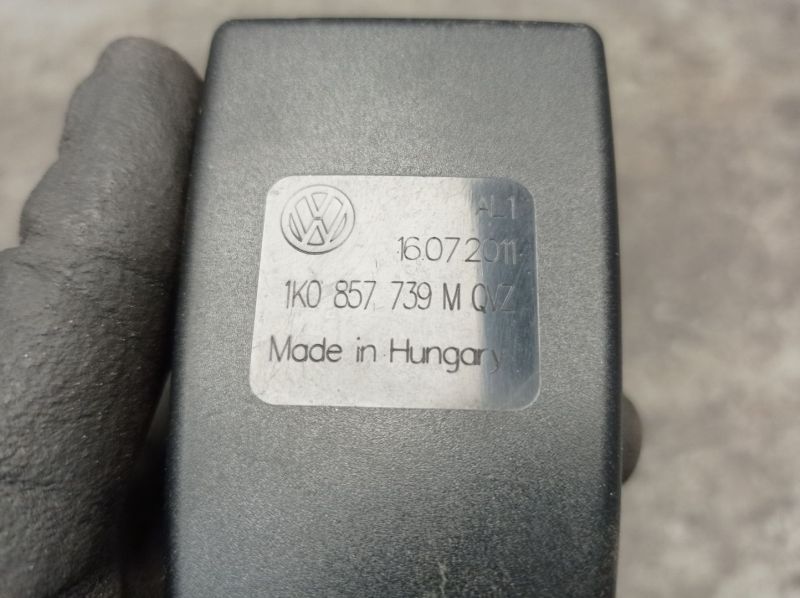 AL1
16.07.2011
1K0 857 739 M QVZ
Made in Hungary